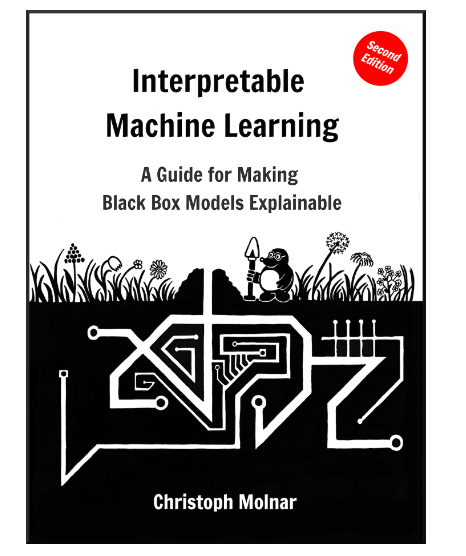 Second
Edition
Interpretable
Machine Learning
A Guide for Making
Black Box Models Explainable
Christoph Molnar